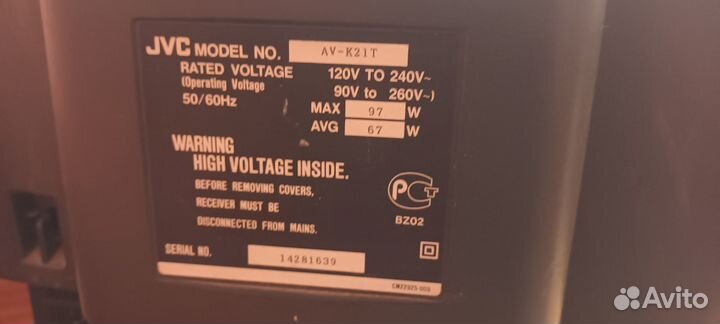 JVC MODEL NO. AV-K21T
RATED VOLTAGE 120V TO 240V~
(Operating Voltage 90V to 260V~)
50/60Hz
MAX 97 W
AVG 67 W
WARNING
HIGH VOLTAGE INSIDE.
BEFORE REMOVING COVERS,
RECEIVER MUST BE
DISCONNECTED FROM MAINS.
РСТ
BZ02
SERIAL NO. 14281639
Avito